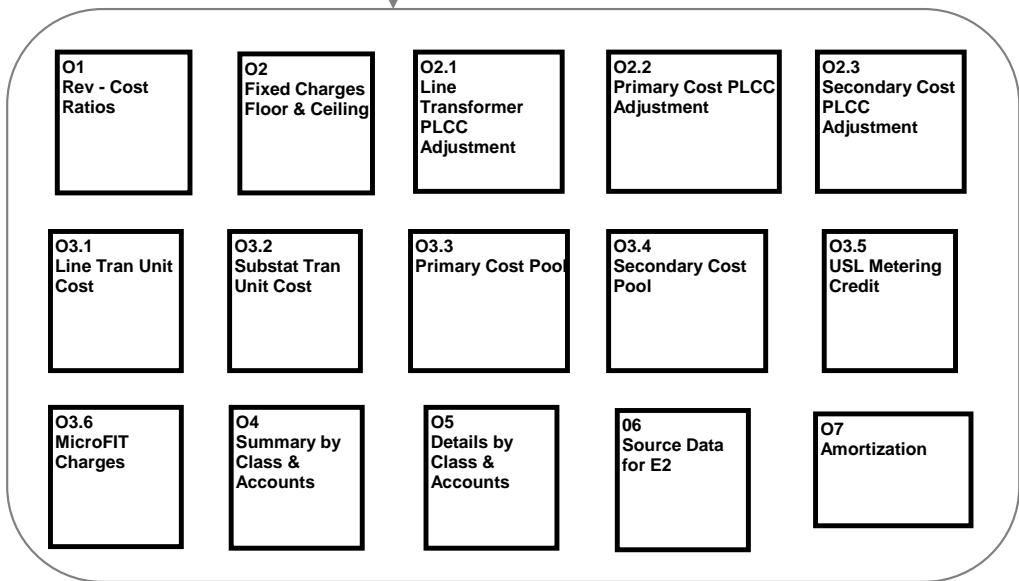 O1
Rev - Cost
Ratios
O2
Fixed Charges
Floor & Ceiling
O2.1
Line
Transformer
PLCC
Adjustment
O2.2
Primary Cost PLCC
Adjustment
O2.3
Secondary Cost
PLCC
Adjustment
O3.1
Line Tran Unit
Cost
O3.2
Substat Tran
Unit Cost
O3.3
Primary Cost Pool
O3.4
Secondary Cost
Pool
O3.5
USL Metering
Credit
O3.6
MicroFIT
Charges
O4
Summary by
Class &
Accounts
O5
Details by
Class &
Accounts
06
Source Data
for E2
O7
Amortization